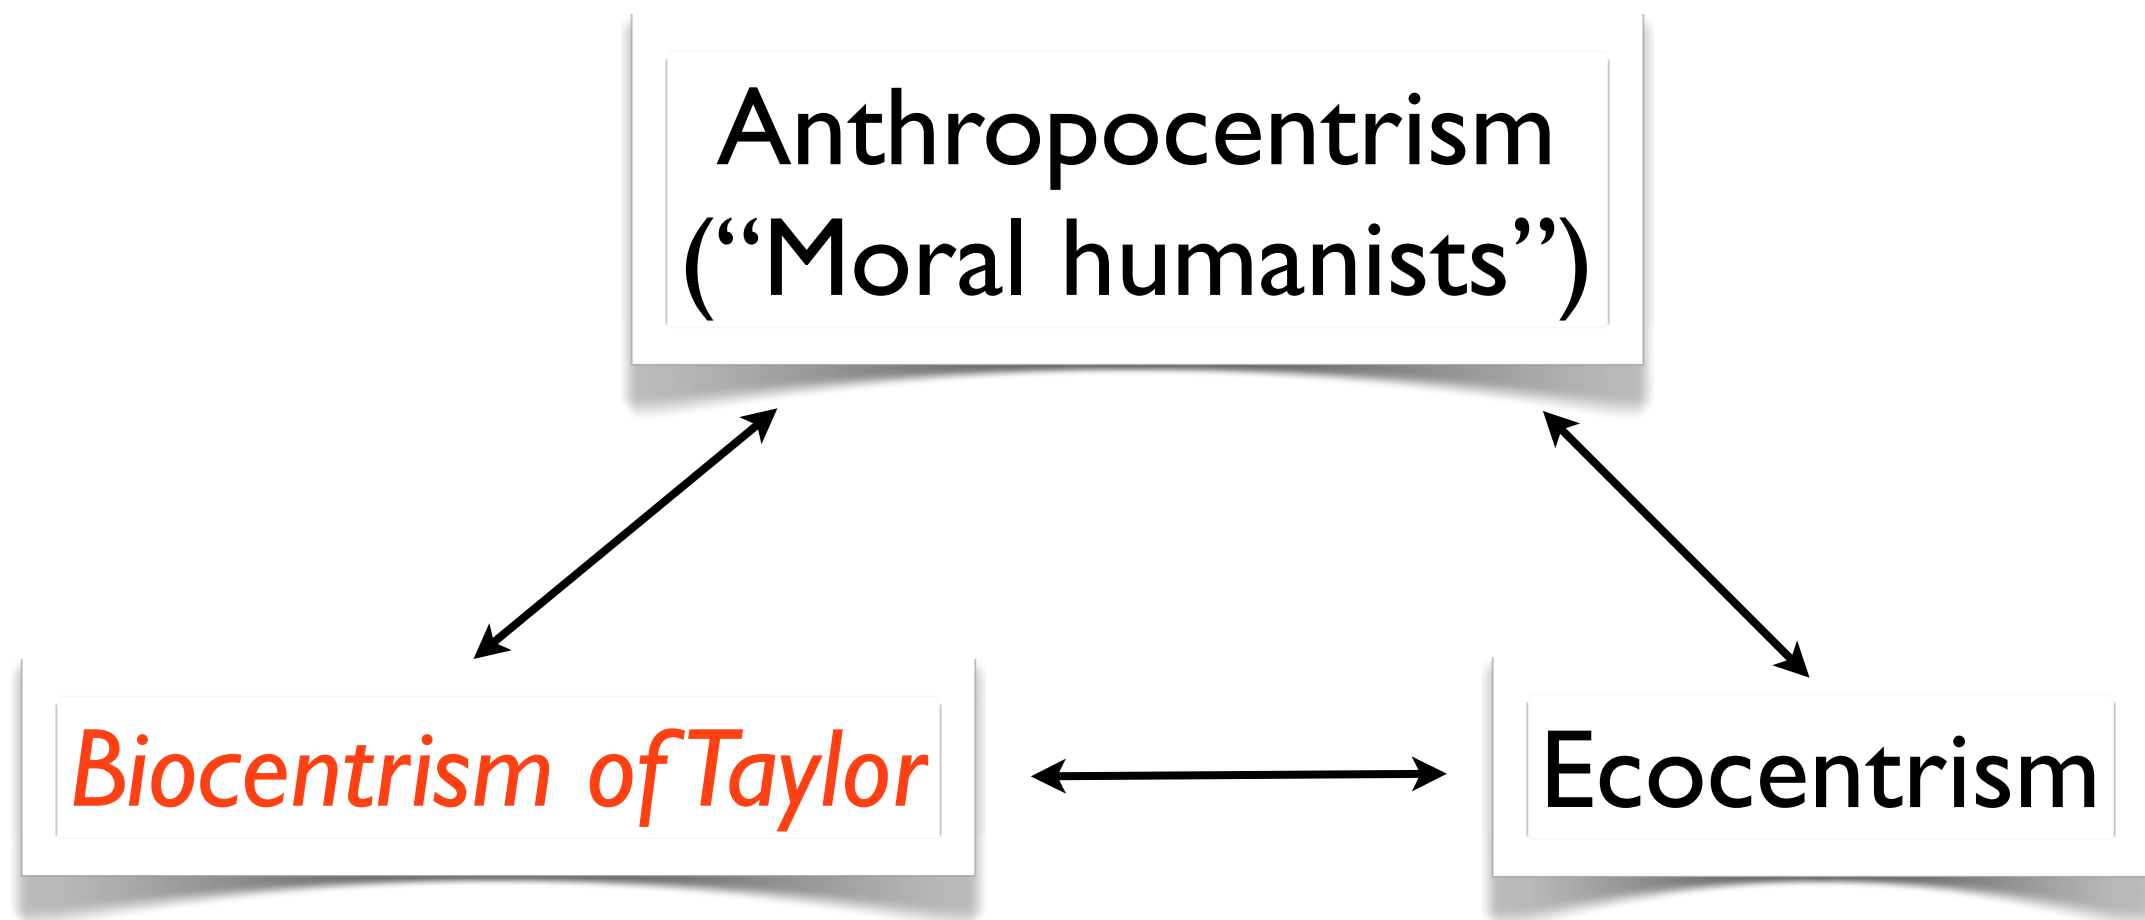 Anthropocentrism
(“Moral humanists”)
Biocentrism of Taylor
Ecocentrism